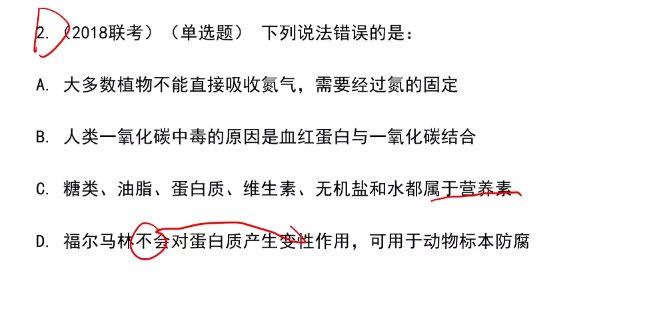 D
2. （2018联考）（单选题） 下列说法错误的是：
A. 大多数植物不能直接吸收氮气，需要经过氮的固定
B. 人类一氧化碳中毒的原因是血红蛋白与一氧化碳结合
C. 糖类、油脂、蛋白质、维生素、无机盐和水都属于营养素
D. 福尔马林不会对蛋白质产生变性作用，可用于动物标本防腐